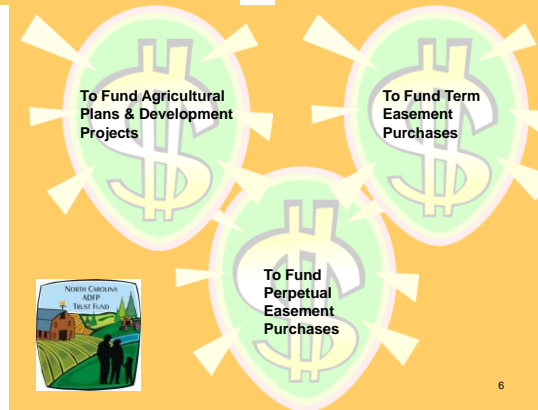 To Fund Agricultural
Plans & Development
Projects
To Fund Term
Easement
Purchases
To Fund
Perpetual
Easement
Purchases
NORTH CAROLINA
ADFP
TRUST FUND
6